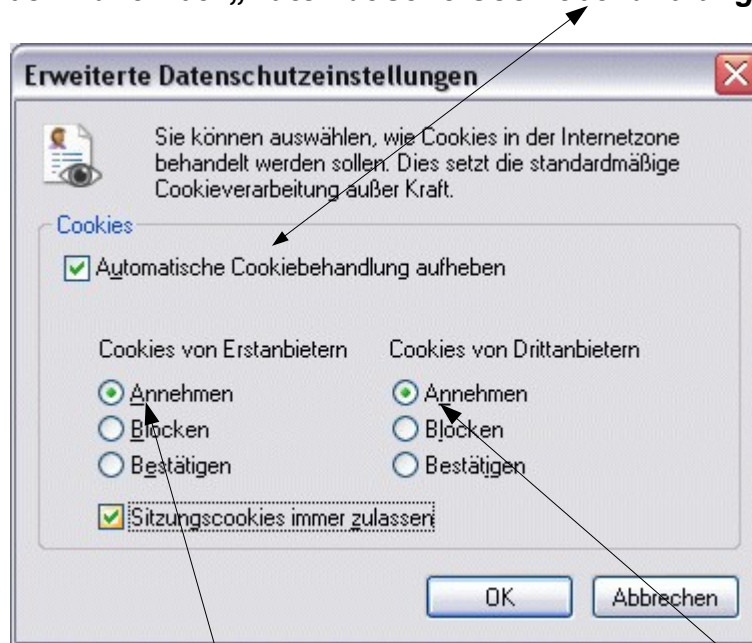 Erweiterte Datenschutzeinstellungen
Sie können auswählen, wie Cookies in der Internetzone
behandelt werden sollen. Dies setzt die standardmäßige
Cookieverarbeitung außer Kraft.
Cookies
Automatische Cookiebehandlung aufheben
Cookies von Erstanbietern Cookies von Drittanbietern
Annehmen Annehmen
Blocken Blocken
Bestätigen Bestätigen
Sitzungscookies immer zulassen
OK Abbrechen